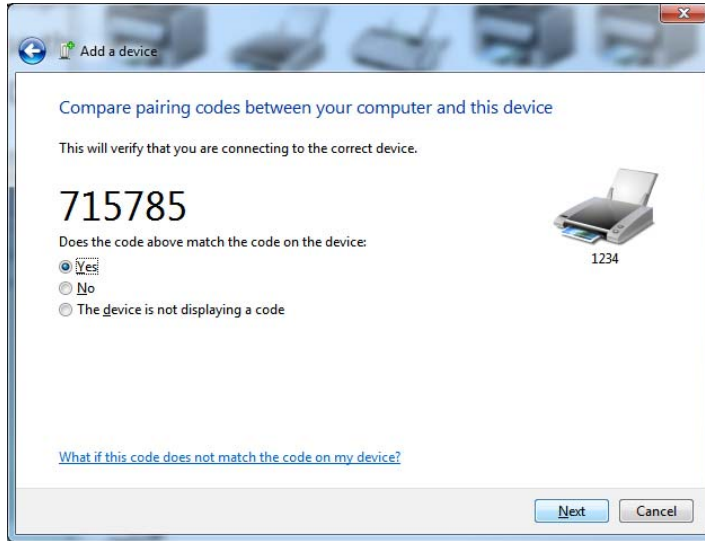 Add a device
Compare pairing codes between your computer and this device
This will verify that you are connecting to the correct device.
715785
Does the code above match the code on the device:
Yes
No
The device is not displaying a code
1234
What if this code does not match the code on my device?
Next
Cancel